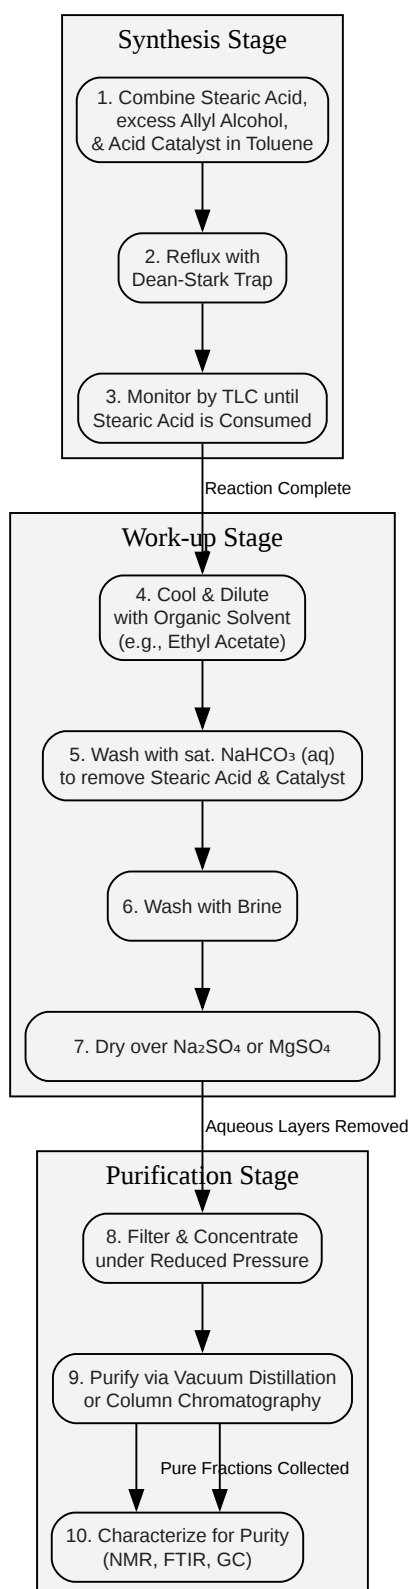 Synthesis Stage
1. Combine Stearic Acid,
excess Allyl Alcohol,
& Acid Catalyst in Toluene
2. Reflux with
Dean-Stark Trap
3. Monitor by TLC until
Stearic Acid is Consumed
Reaction Complete
Work-up Stage
4. Cool & Dilute
with Organic Solvent
(e.g., Ethyl Acetate)
5. Wash with sat. NaHCO₃ (aq)
to remove Stearic Acid & Catalyst
6. Wash with Brine
7. Dry over Na₂SO₄ or MgSO₄
Aqueous Layers Removed
Purification Stage
8. Filter & Concentrate
under Reduced Pressure
9. Purify via Vacuum Distillation
or Column Chromatography
Pure Fractions Collected
10. Characterize for Purity
(NMR, FTIR, GC)